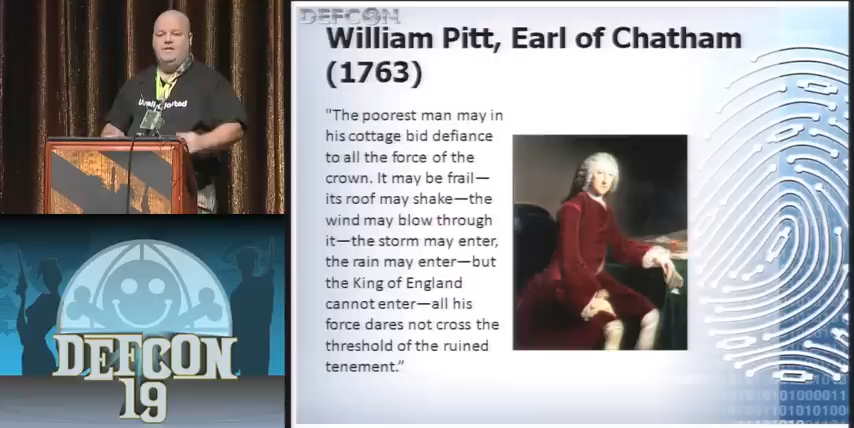 DEFCON
William Pitt, Earl of Chatham
(1763)
"The poorest man may in
his cottage bid defiance
to all the force of the
crown. It may be frail—
its roof may shake—the
wind may blow through
it—the storm may enter,
the rain may enter—but
the King of England
cannot enter—all his
force dares not cross the
threshold of the ruined
tenement.”
DEFCON
19